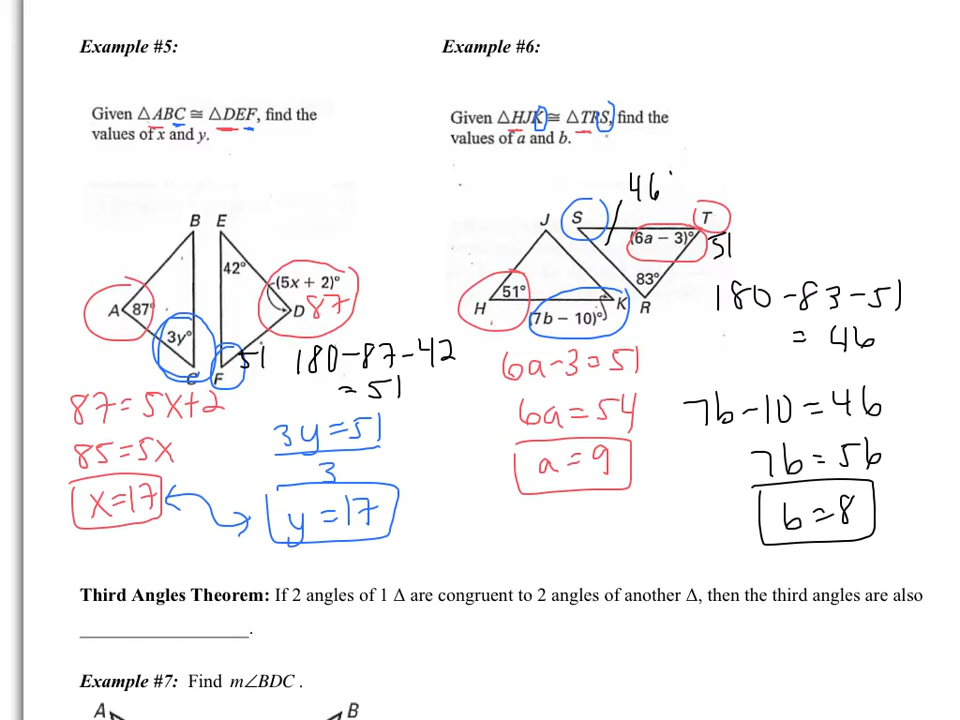 Example #5:
Example #6:
Given △ABC ≅ △DEF, find the
values of x and y.
Given △HJK ≅ △TRS, find the
values of a and b.
46°
B E
J S T
42°
(5x + 2)°
(6a − 3)°
51
A 87°
D 87
51°
83°
H
K R
(7b − 10)°
3y°
C F
51
180-87-42
= 51
180-83-51
= 46
87=5x+2
85=5x
x=17
3y=51
3
y=17
6a-3=51
6a=54
a=9
7b-10=46
7b=56
b=8
Third Angles Theorem: If 2 angles of 1 Δ are congruent to 2 angles of another Δ, then the third angles are also
____________________.
Example #7: Find m∠BDC .
A B